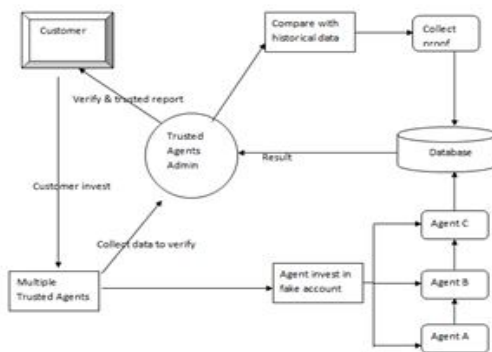 Customer
Compare with
historical data
Collect
proof
Verify & trusted report
Trusted
Agents
Admin
Result
Database
Customer invest
Collect data to verify
Agent C
Multiple
Trusted Agents
Agent invest in
fake account
Agent B
Agent A